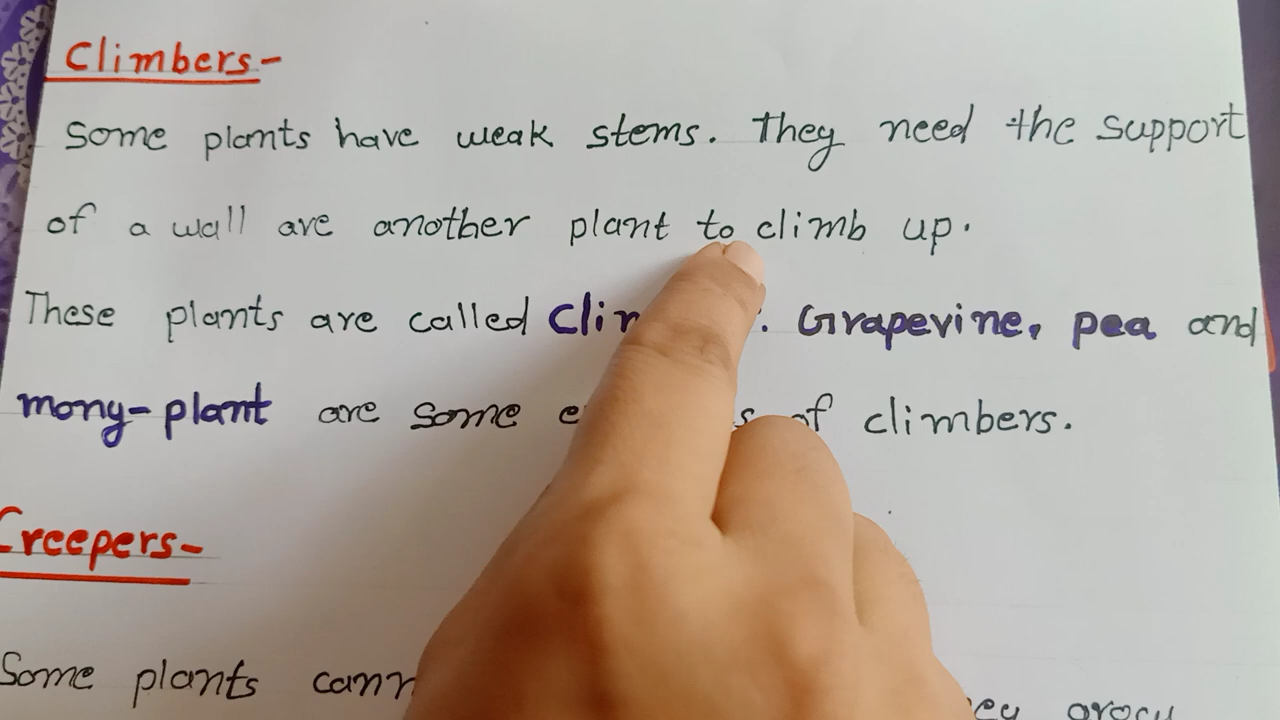 Climbers-
Some plants have weak stems. They need the support
of a wall are another plant to climb up.
These plants are called . Grapevine, pea and
mony-plant are some of climbers.
Creepers-
Some plants